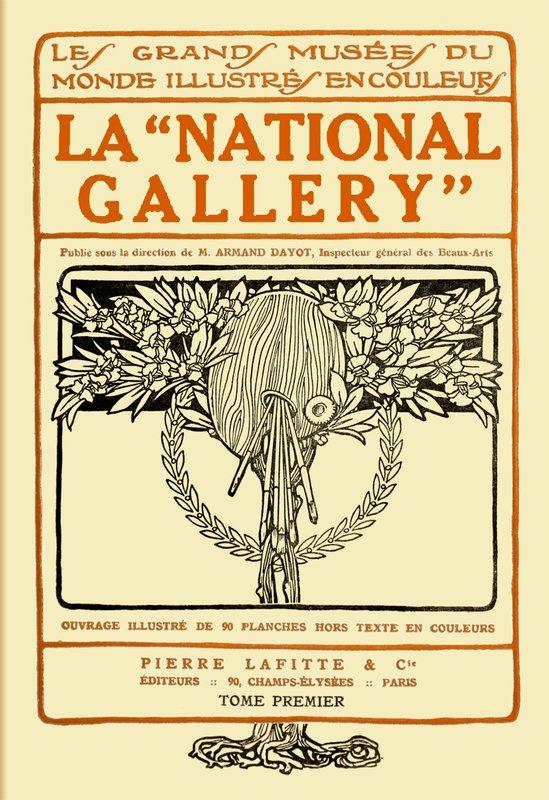 LES GRANDS MUSÉES DU
MONDE ILLUSTRÉS EN COULEURS
LA “NATIONAL
GALLERY”
Publié sous la direction de M. ARMAND DAYOT, Inspecteur général des Beaux-Arts
OUVRAGE ILLUSTRÉ DE 90 PLANCHES HORS TEXTE EN COULEURS
PIERRE LAFITTE & Cie
ÉDITEURS :: 90, CHAMPS-ÉLYSÉES :: PARIS
TOME PREMIER